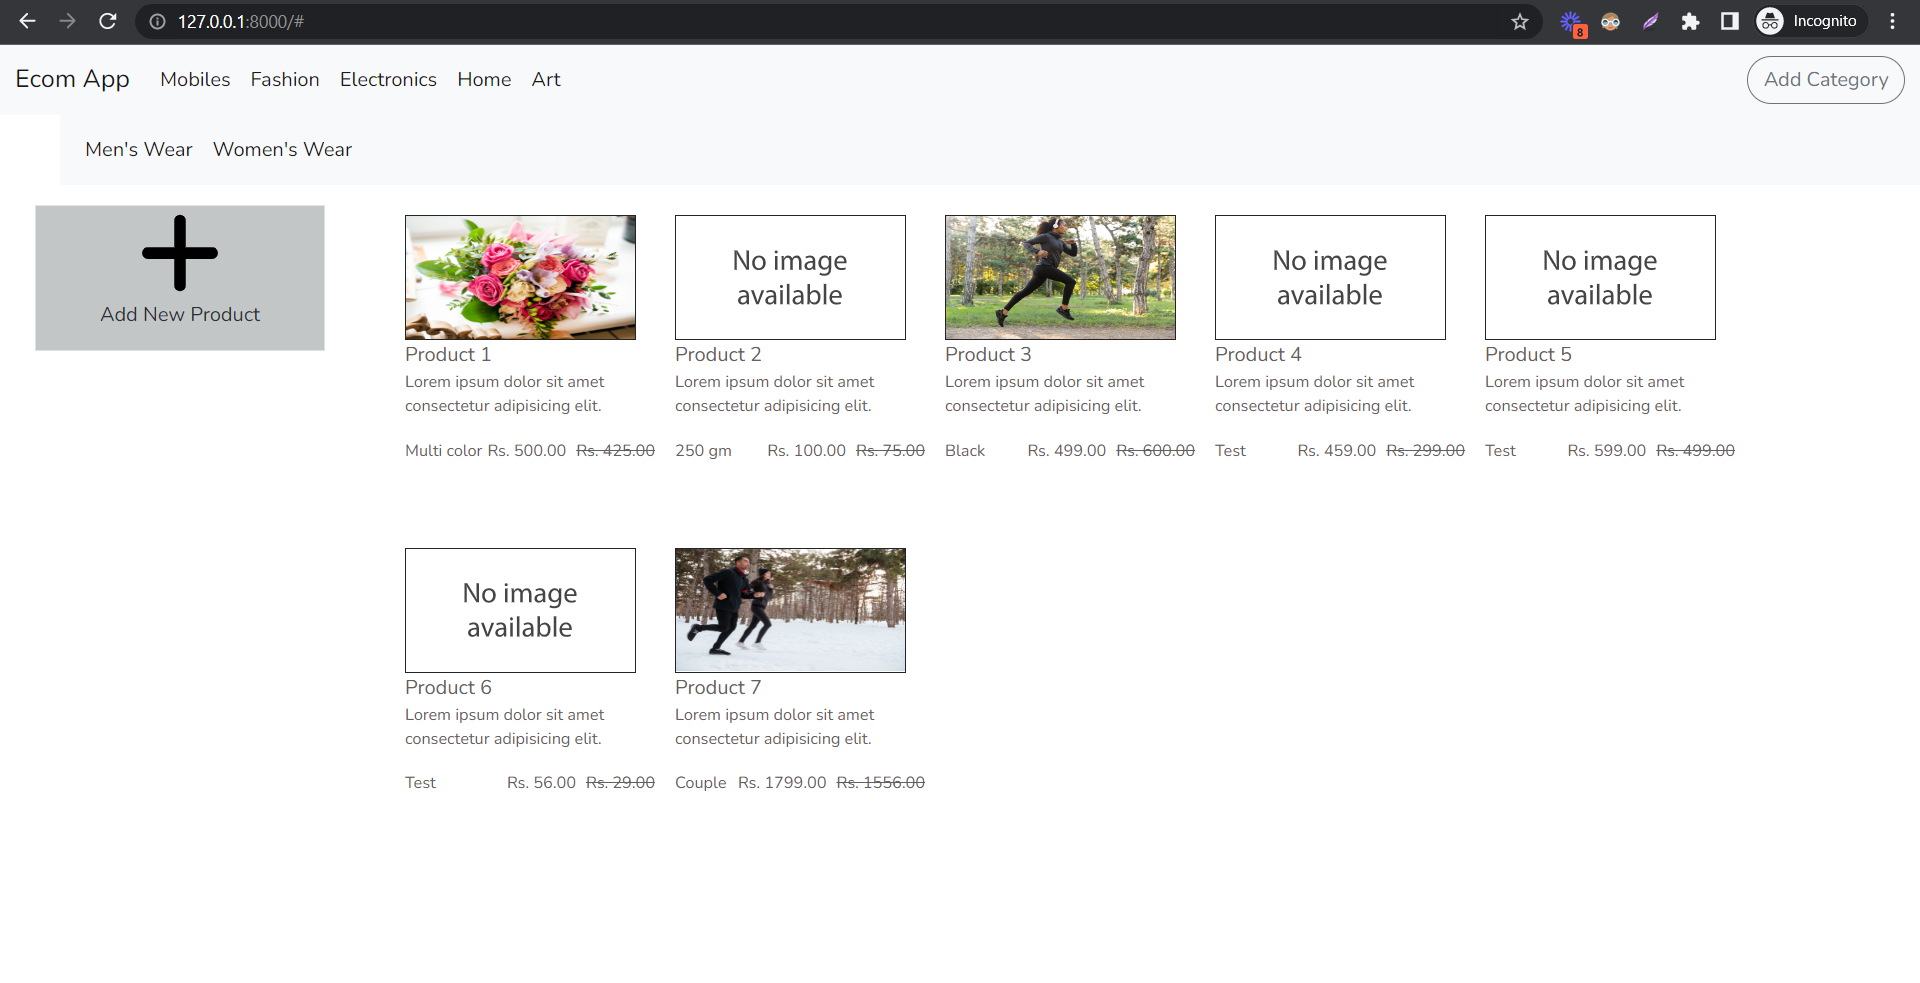 127.0.0.1:8000/#
8
Incognito
Ecom App Mobiles Fashion Electronics Home Art Add Category
Men's Wear Women's Wear
Add New Product
No image
available
No image
available
No image
available
Product 1 Product 2 Product 3 Product 4 Product 5
Lorem ipsum dolor sit amet
consectetur adipisicing elit.
Lorem ipsum dolor sit amet
consectetur adipisicing elit.
Lorem ipsum dolor sit amet
consectetur adipisicing elit.
Lorem ipsum dolor sit amet
consectetur adipisicing elit.
Lorem ipsum dolor sit amet
consectetur adipisicing elit.
Multi color Rs. 500.00 Rs. 425.00
250 gm Rs. 100.00 Rs. 75.00
Black Rs. 499.00 Rs. 600.00
Test Rs. 459.00 Rs. 299.00
Test Rs. 599.00 Rs. 499.00
No image
available
Product 6 Product 7
Lorem ipsum dolor sit amet
consectetur adipisicing elit.
Lorem ipsum dolor sit amet
consectetur adipisicing elit.
Test Rs. 56.00 Rs. 29.00
Couple Rs. 1799.00 Rs. 1556.00